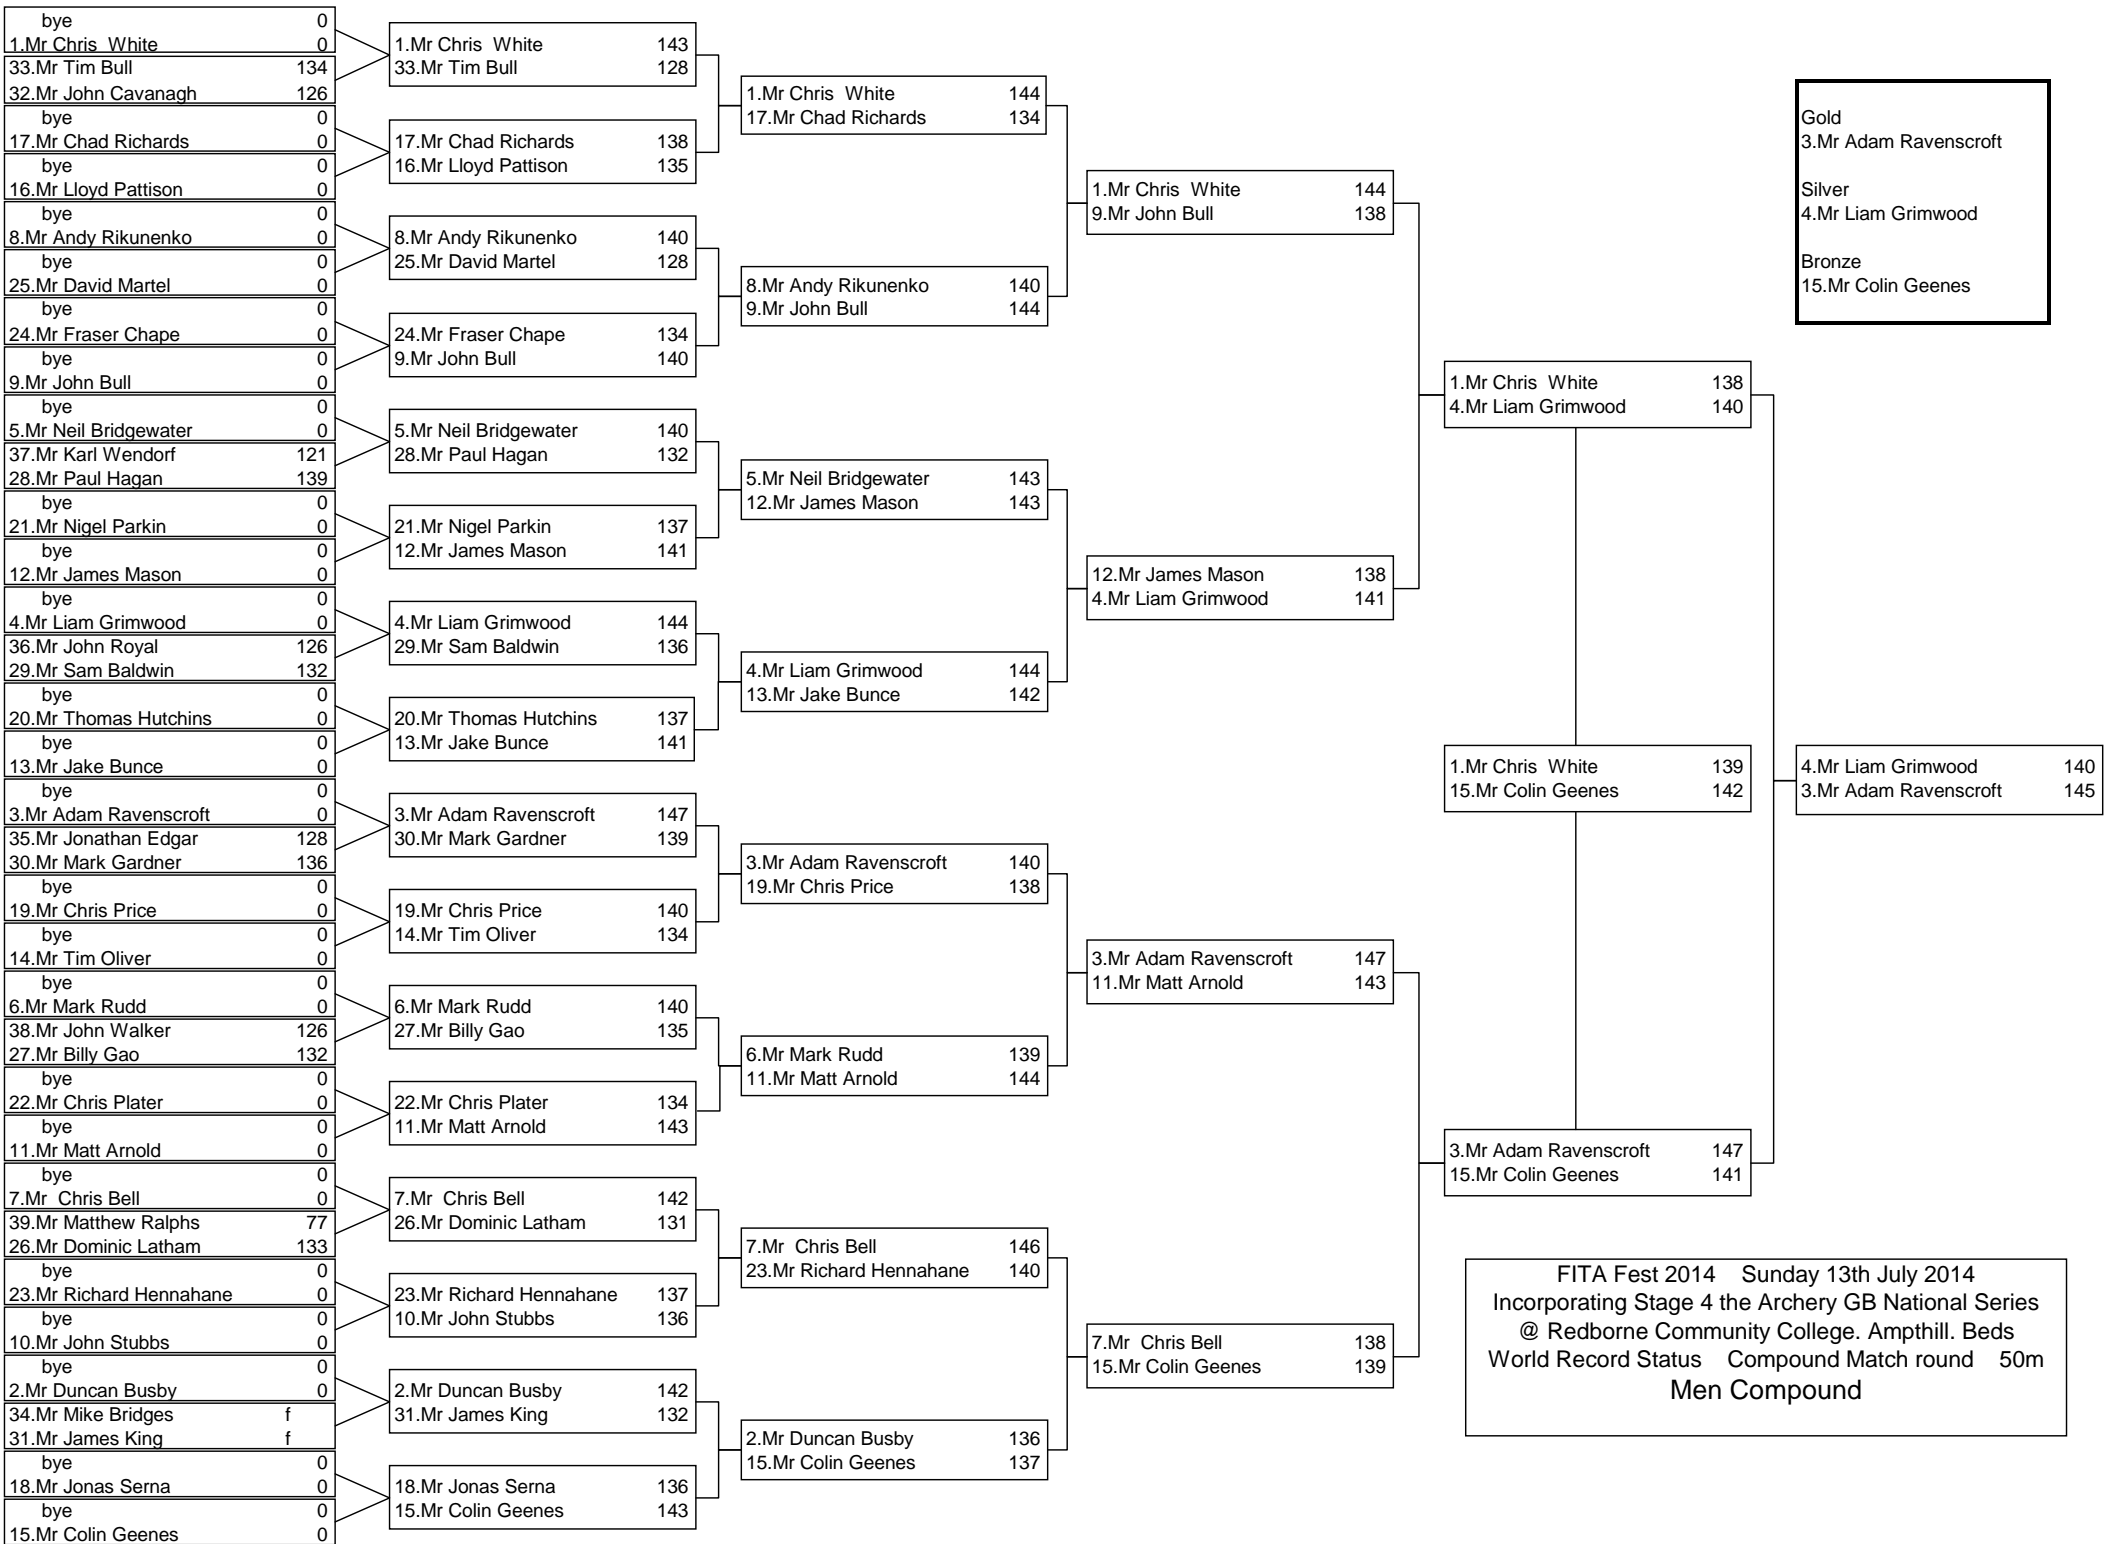 bye 0
1.Mr Chris White 0
33.Mr Tim Bull 134
32.Mr John Cavanagh 126
bye 0
17.Mr Chad Richards 0
bye 0
16.Mr Lloyd Pattison 0
bye 0
8.Mr Andy Rikunenko 0
bye 0
25.Mr David Martel 0
bye 0
24.Mr Fraser Chape 0
bye 0
9.Mr John Bull 0
bye 0
5.Mr Neil Bridgewater 0
37.Mr Karl Wendorf 121
28.Mr Paul Hagan 139
bye 0
21.Mr Nigel Parkin 0
bye 0
12.Mr James Mason 0
bye 0
4.Mr Liam Grimwood 0
36.Mr John Royal 126
29.Mr Sam Baldwin 132
bye 0
20.Mr Thomas Hutchins 0
bye 0
13.Mr Jake Bunce 0
bye 0
3.Mr Adam Ravenscroft 0
35.Mr Jonathan Edgar 128
30.Mr Mark Gardner 136
bye 0
19.Mr Chris Price 0
bye 0
14.Mr Tim Oliver 0
bye 0
6.Mr Mark Rudd 0
38.Mr John Walker 126
27.Mr Billy Gao 132
bye 0
22.Mr Chris Plater 0
bye 0
11.Mr Matt Arnold 0
bye 0
7.Mr Chris Bell 0
39.Mr Matthew Ralphs 77
26.Mr Dominic Latham 133
bye 0
23.Mr Richard Hennahane 0
bye 0
10.Mr John Stubbs 0
bye 0
2.Mr Duncan Busby 0
34.Mr Mike Bridges f
31.Mr James King f
bye 0
18.Mr Jonas Serna 0
bye 0
15.Mr Colin Geenes 0
1.Mr Chris White 143
33.Mr Tim Bull 128
17.Mr Chad Richards 138
16.Mr Lloyd Pattison 135
8.Mr Andy Rikunenko 140
25.Mr David Martel 128
24.Mr Fraser Chape 134
9.Mr John Bull 140
5.Mr Neil Bridgewater 140
28.Mr Paul Hagan 132
21.Mr Nigel Parkin 137
12.Mr James Mason 141
4.Mr Liam Grimwood 144
29.Mr Sam Baldwin 136
20.Mr Thomas Hutchins 137
13.Mr Jake Bunce 141
3.Mr Adam Ravenscroft 147
30.Mr Mark Gardner 139
19.Mr Chris Price 140
14.Mr Tim Oliver 134
6.Mr Mark Rudd 140
27.Mr Billy Gao 135
22.Mr Chris Plater 134
11.Mr Matt Arnold 143
7.Mr Chris Bell 142
26.Mr Dominic Latham 131
23.Mr Richard Hennahane 137
10.Mr John Stubbs 136
2.Mr Duncan Busby 142
31.Mr James King 132
18.Mr Jonas Serna 136
15.Mr Colin Geenes 143
1.Mr Chris White 144
17.Mr Chad Richards 134
8.Mr Andy Rikunenko 140
9.Mr John Bull 144
5.Mr Neil Bridgewater 143
12.Mr James Mason 143
4.Mr Liam Grimwood 144
13.Mr Jake Bunce 142
3.Mr Adam Ravenscroft 140
19.Mr Chris Price 138
6.Mr Mark Rudd 139
11.Mr Matt Arnold 144
7.Mr Chris Bell 146
23.Mr Richard Hennahane 140
2.Mr Duncan Busby 136
15.Mr Colin Geenes 137
1.Mr Chris White 144
9.Mr John Bull 138
12.Mr James Mason 138
4.Mr Liam Grimwood 141
3.Mr Adam Ravenscroft 147
11.Mr Matt Arnold 143
7.Mr Chris Bell 138
15.Mr Colin Geenes 139
1.Mr Chris White 138
4.Mr Liam Grimwood 140
1.Mr Chris White 139
15.Mr Colin Geenes 142
3.Mr Adam Ravenscroft 147
15.Mr Colin Geenes 141
4.Mr Liam Grimwood 140
3.Mr Adam Ravenscroft 145
Gold
3.Mr Adam Ravenscroft
Silver
4.Mr Liam Grimwood
Bronze
15.Mr Colin Geenes
FITA Fest 2014 Sunday 13th July 2014
Incorporating Stage 4 the Archery GB National Series
@ Redborne Community College. Ampthill. Beds
World Record Status Compound Match round 50m
Men Compound